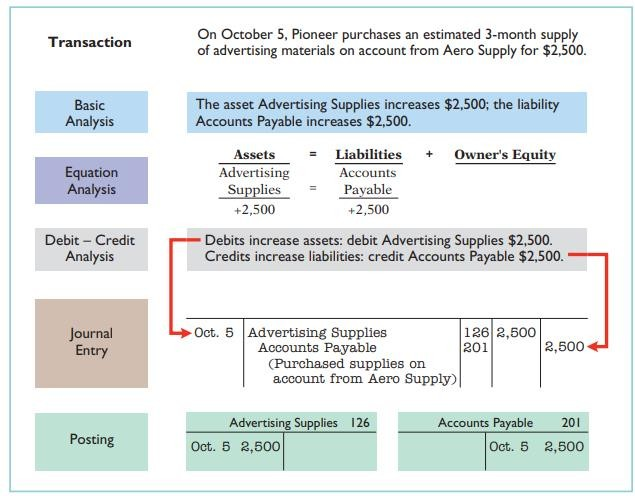 Transaction
On October 5, Pioneer purchases an estimated 3-month supply
of advertising materials on account from Aero Supply for $2,500.
Basic
Analysis
The asset Advertising Supplies increases $2,500; the liability
Accounts Payable increases $2,500.
Equation
Analysis
Assets = Liabilities + Owner's Equity
Advertising Accounts
Supplies = Payable
+2,500 +2,500
Debit – Credit
Analysis
Debits increase assets: debit Advertising Supplies $2,500.
Credits increase liabilities: credit Accounts Payable $2,500.
Journal
Entry
Oct. 5 Advertising Supplies 126 2,500
Accounts Payable 201 2,500
(Purchased supplies on
account from Aero Supply)
Posting
Advertising Supplies 126
Oct. 5 2,500
Accounts Payable 201
Oct. 5 2,500